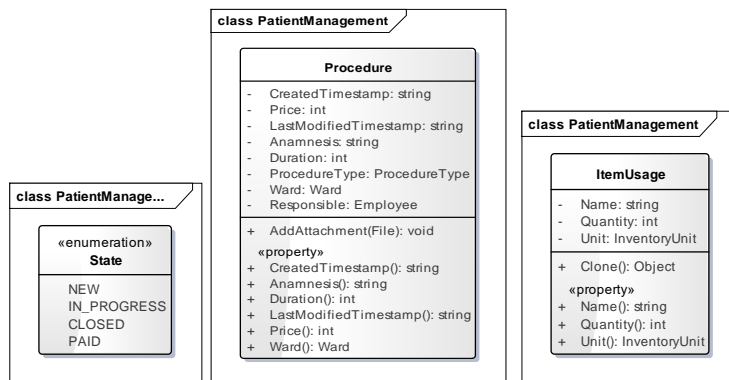 class PatientManage...
«enumeration»
State
NEW
IN_PROGRESS
CLOSED
PAID
class PatientManagement
Procedure
- CreatedTimestamp: string
- Price: int
- LastModifiedTimestamp: string
- Anamnesis: string
- Duration: int
- ProcedureType: ProcedureType
- Ward: Ward
- Responsible: Employee
+ AddAttachment(File): void
«property»
+ CreatedTimestamp(): string
+ Anamnesis(): string
+ Duration(): int
+ LastModifiedTimestamp(): string
+ Price(): int
+ Ward(): Ward
class PatientManagement
ItemUsage
- Name: string
- Quantity: int
- Unit: InventoryUnit
+ Clone(): Object
«property»
+ Name(): string
+ Quantity(): int
+ Unit(): InventoryUnit